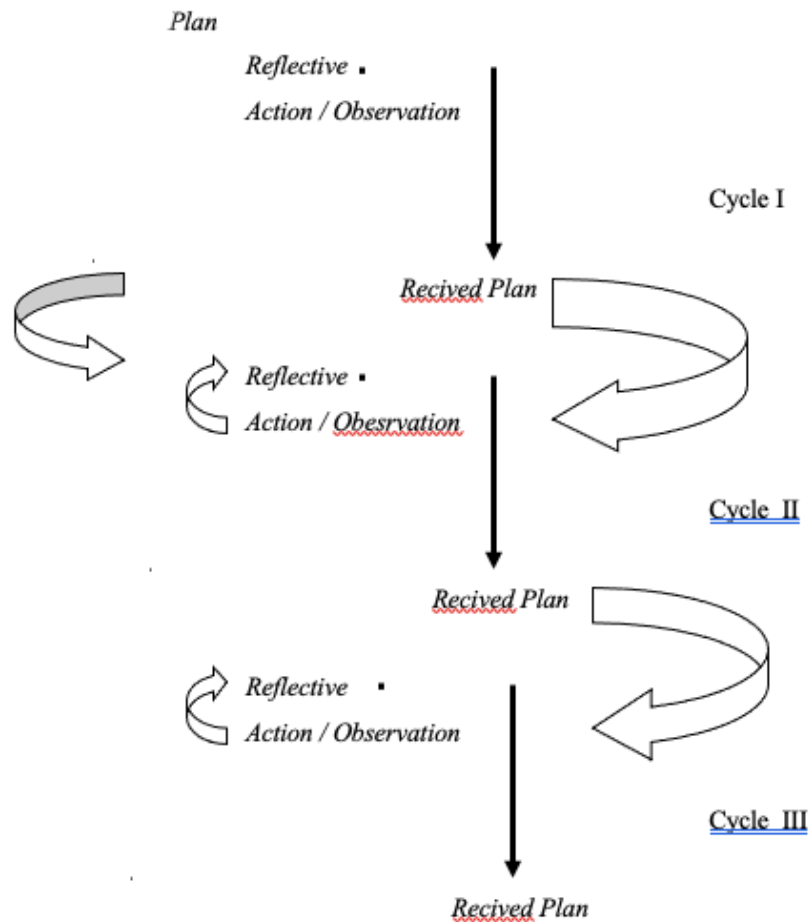 Plan
Reflective
Action / Observation
Cycle I
Recived Plan
Reflective
Action / Obesrvation
Cycle II
Recived Plan
Reflective
Action / Observation
Cycle III
Recived Plan